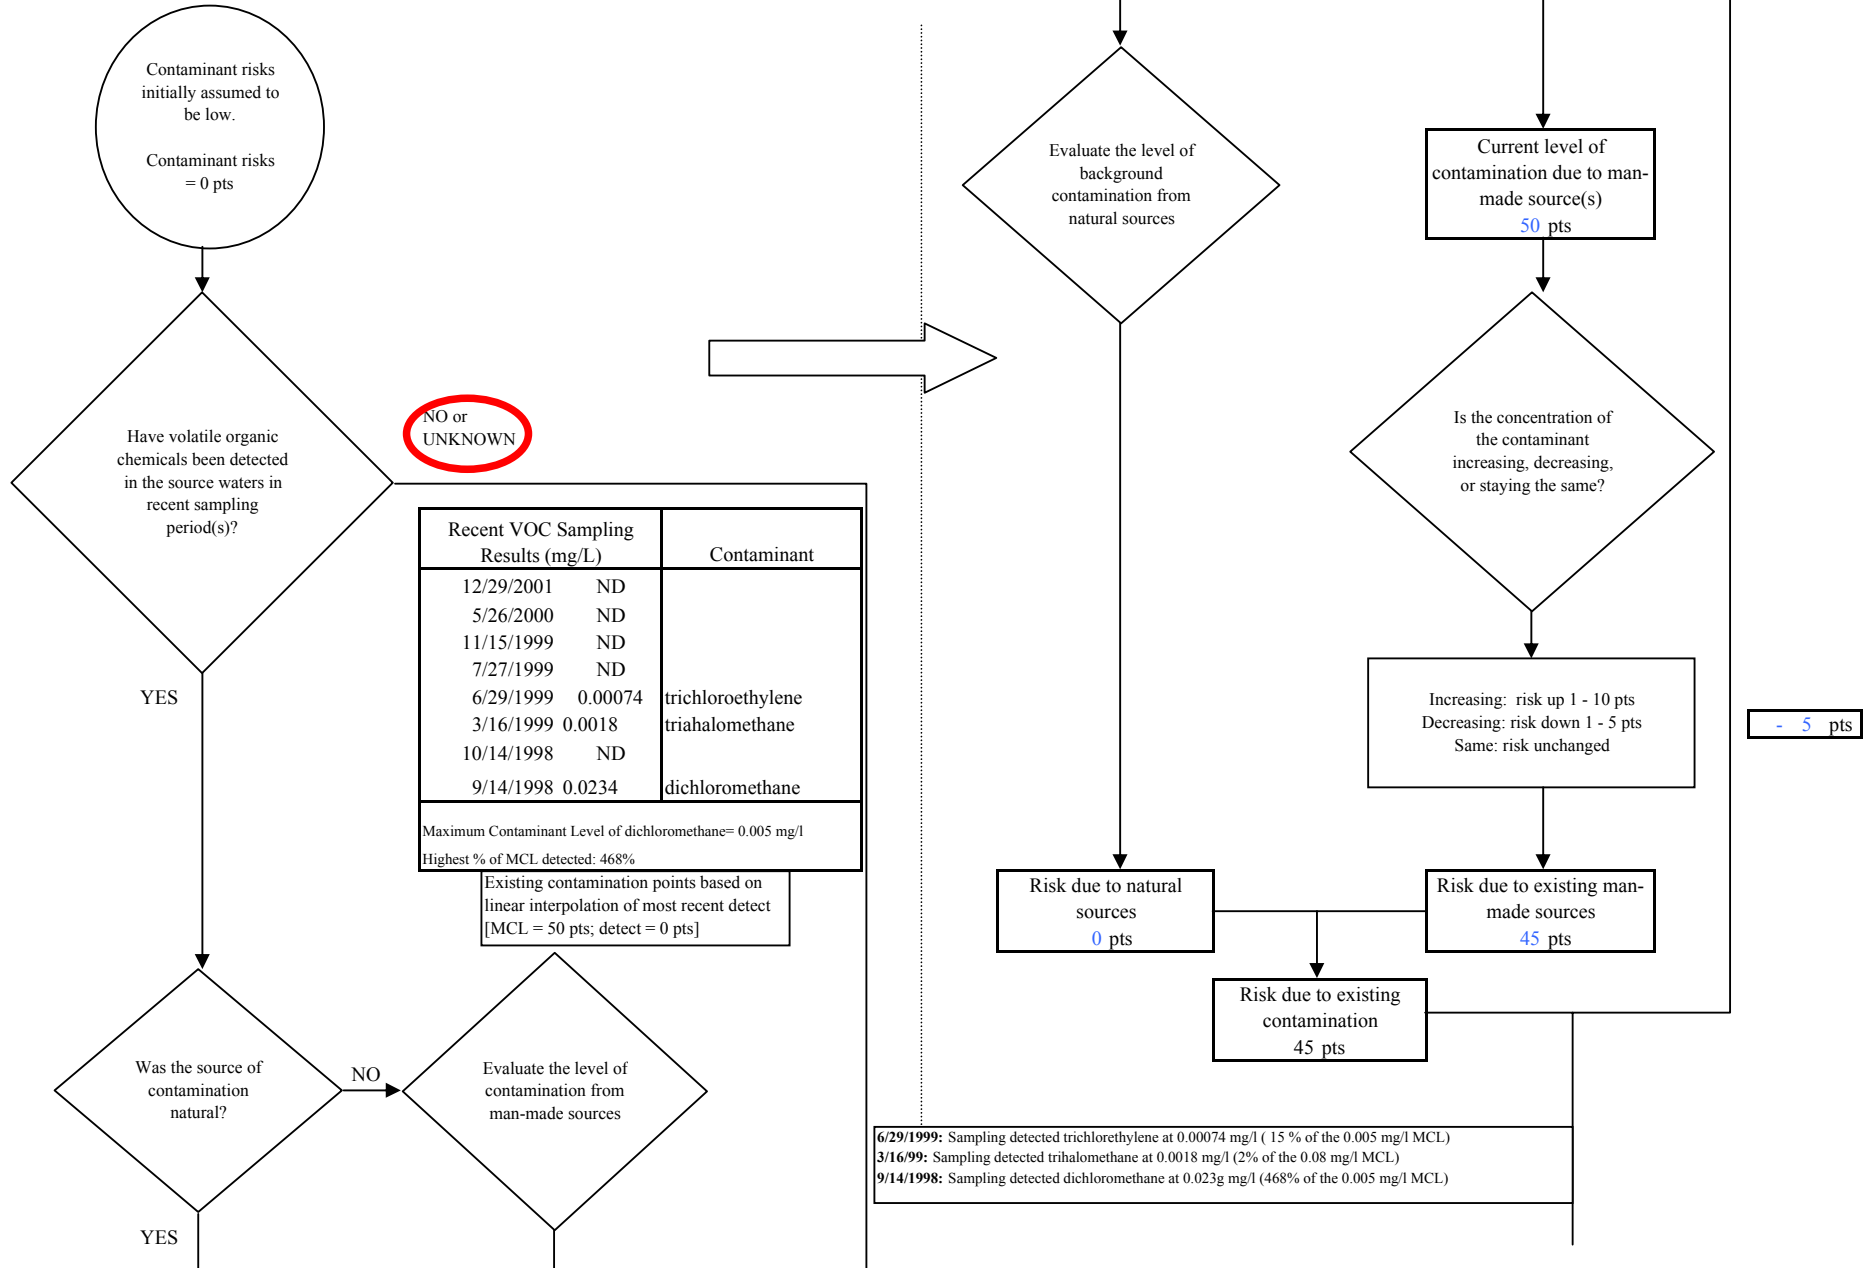 Contaminant risks
initially assumed to
be low.
Contaminant risks
= 0 pts
Have volatile organic
chemicals been detected
in the source waters in
recent sampling
period(s)?
NO or
UNKNOWN
YES
Recent VOC Sampling
Results (mg/L)
Contaminant
12/29/2001 ND
5/26/2000 ND
11/15/1999 ND
7/27/1999 ND
6/29/1999 0.00074 trichloroethylene
3/16/1999 0.0018 triahalomethane
10/14/1998 ND
9/14/1998 0.0234 dichloromethane
Maximum Contaminant Level of dichloromethane= 0.005 mg/l
Highest % of MCL detected: 468%
Existing contamination points based on
linear interpolation of most recent detect
[MCL = 50 pts; detect = 0 pts]
Was the source of
contamination
natural?
NO
Evaluate the level of
contamination from
man-made sources
YES
Evaluate the level of
background
contamination from
natural sources
Current level of
contamination due to man-
made source(s)
50 pts
Is the concentration of
the contaminant
increasing, decreasing,
or staying the same?
Increasing: risk up 1 - 10 pts
Decreasing: risk down 1 - 5 pts
Same: risk unchanged
- 5 pts
Risk due to natural
sources
0 pts
Risk due to existing man-
made sources
45 pts
Risk due to existing
contamination
45 pts
6/29/1999: Sampling detected trichlorethylene at 0.00074 mg/l ( 15 % of the 0.005 mg/l MCL)
3/16/99: Sampling detected trihalomethane at 0.0018 mg/l (2% of the 0.08 mg/l MCL)
9/14/1998: Sampling detected dichloromethane at 0.023g mg/l (468% of the 0.005 mg/l MCL)